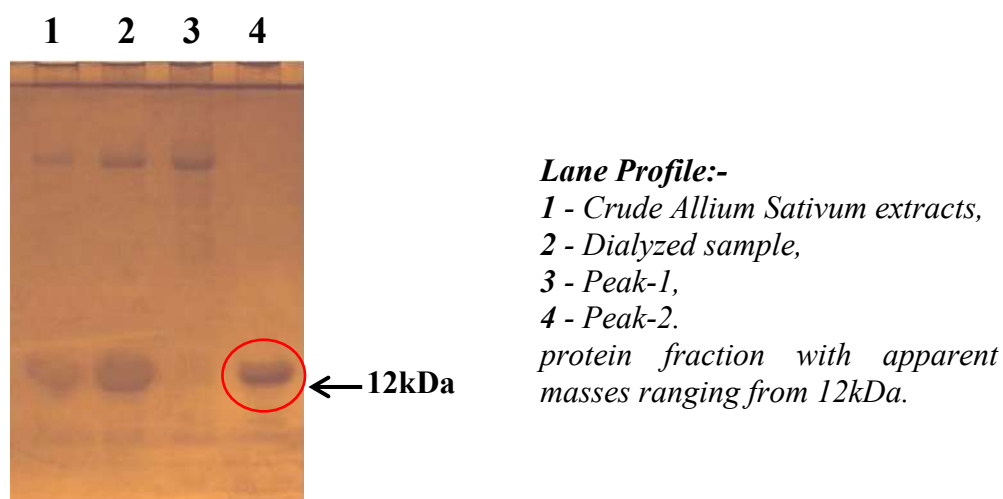 1 2 3 4
Lane Profile:-
1 - Crude Allium Sativum extracts,
2 - Dialyzed sample,
3 - Peak-1,
4 - Peak-2.
protein fraction with apparent
masses ranging from 12kDa.
12kDa